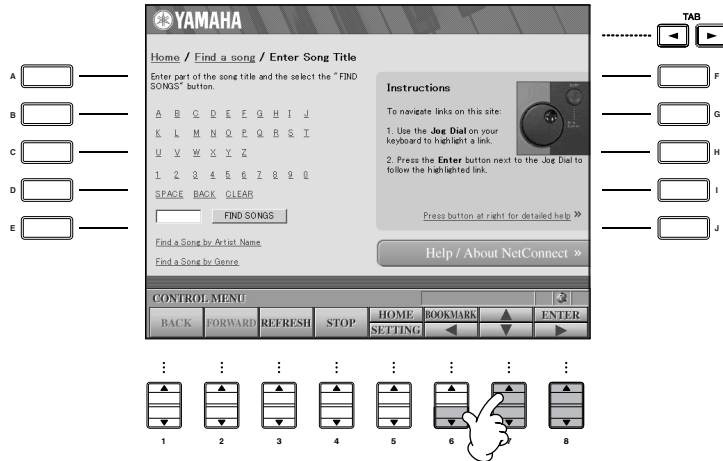 YAMAHA
TAB
Home / Find a song / Enter Song Title
Enter part of the song title and the select the "FIND
SONGS" button.
A B C D E F G H I J
K L M N O P Q R S T
U V W X Y Z
1 2 3 4 5 6 7 8 9 0
SPACE BACK CLEAR
FIND SONGS
Find a Song by Artist Name
Find a Song by Genre
Instructions
To navigate links on this site:
1. Use the Jog Dial on your
keyboard to highlight a link.
2. Press the Enter button next to the Jog Dial to
follow the highlighted link.
Press button at right for detailed help »
Help / About NetConnect »
A
B
C
D
E
F
G
H
I
J
CONTROL MENU
BACK FORWARD REFRESH STOP HOME BOOKMARK ENTER
SETTING
1 2 3 4 5 6 7 8